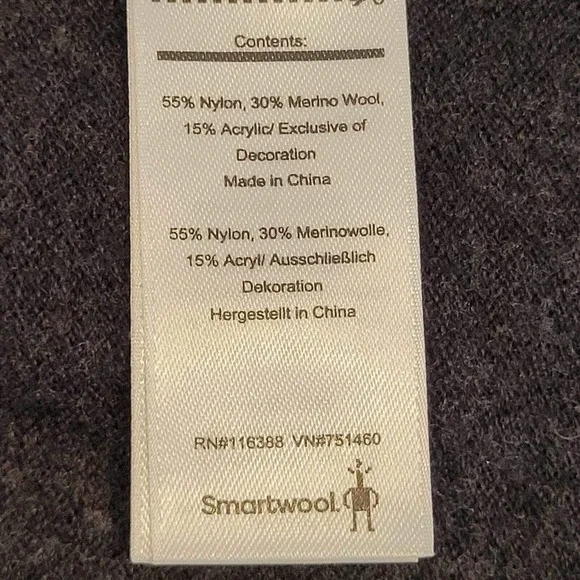 Contents:
55% Nylon, 30% Merino Wool,
15% Acrylic/ Exclusive of
Decoration
Made in China
55% Nylon, 30% Merinowolle,
15% Acryl/ Ausschließlich
Dekoration
Hergestellt in China
RN#116388 VN#751460
Smartwool